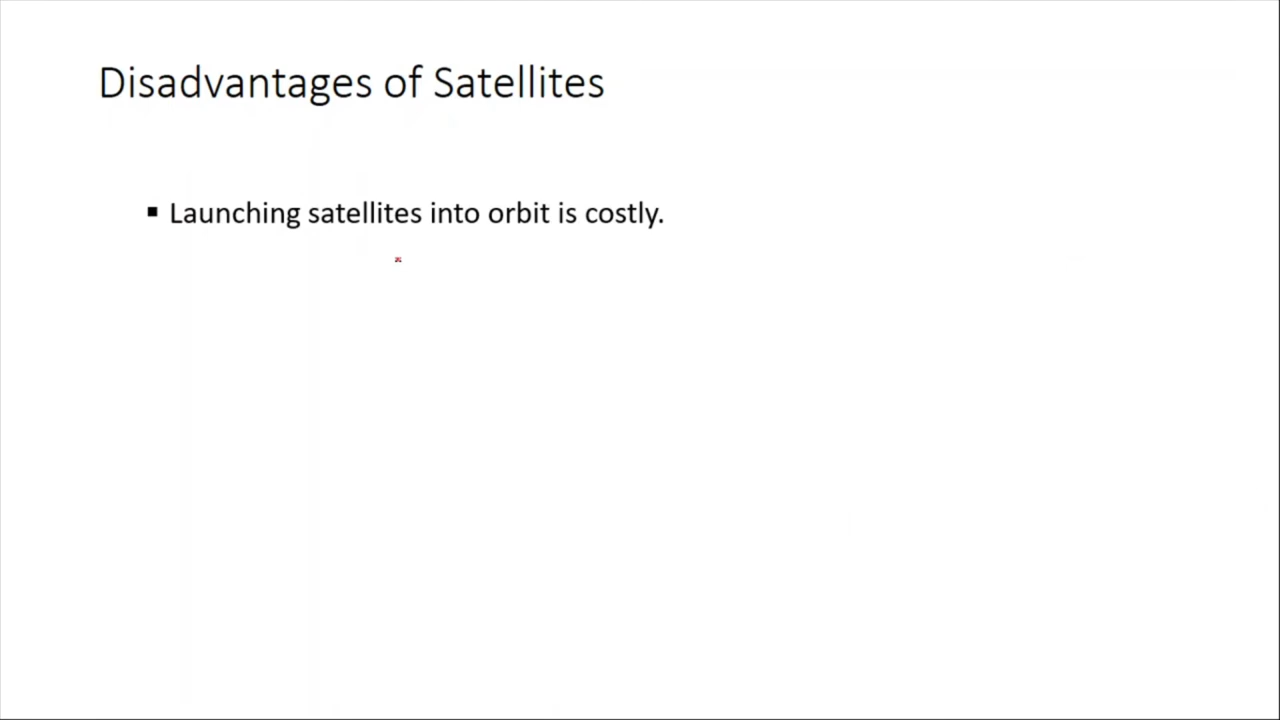 Disadvantages of Satellites
▪ Launching satellites into orbit is costly.